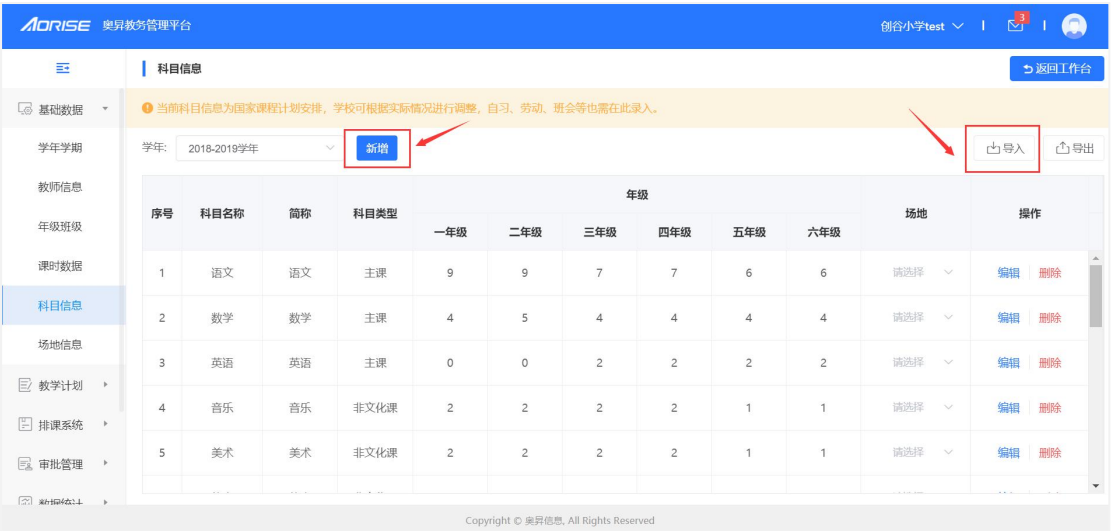 AORISE 奥昇教务管理平台 创谷小学test 3
科目信息 返回工作台
基础数据
当前科目信息为国家课程计划安排，学校可根据实际情况进行调整，自习、劳动、班会等也需在此录入。
学年学期
学年: 2018-2019学年 新增 导入 导出
教师信息
年级班级
课时数据
科目信息
场地信息
教学计划
排课系统
审批管理
数据统计
序号 科目名称 简称 科目类型 年级 场地 操作
一年级 二年级 三年级 四年级 五年级 六年级
1 语文 语文 主课 9 9 7 7 6 6 请选择 编辑 删除
2 数学 数学 主课 4 5 4 4 4 4 请选择 编辑 删除
3 英语 英语 主课 0 0 2 2 2 2 请选择 编辑 删除
4 音乐 音乐 非文化课 2 2 2 2 1 1 请选择 编辑 删除
5 美术 美术 非文化课 2 2 2 2 1 1 请选择 编辑 删除
Copyright © 奥昇信息, All Rights Reserved